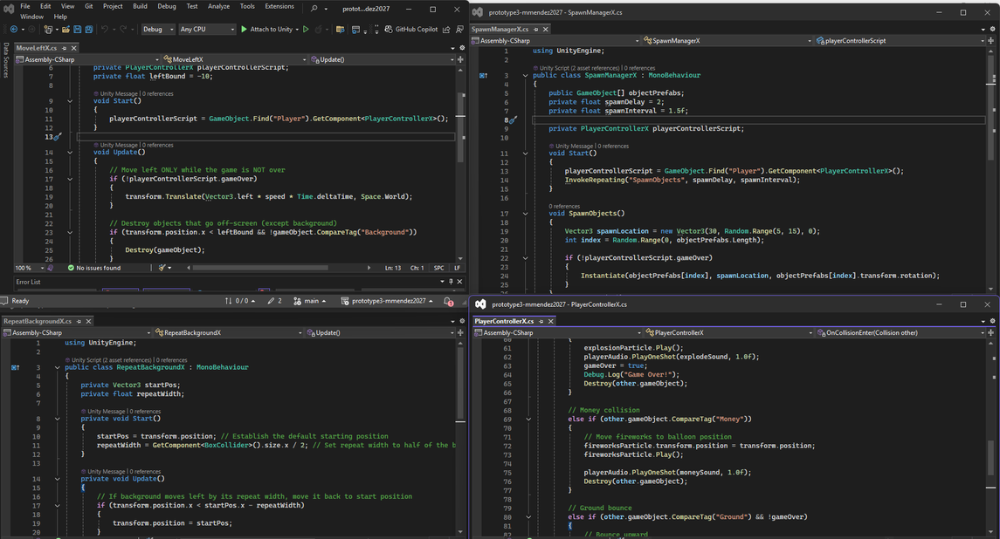 File Edit View Git Project Build Debug Test Analyze Tools Extensions protot...dez2027
Window Help
Debug Any CPU Attach to Unity GitHub Copilot
Data Sources
MoveLeftX.cs
Assembly-CSharp MoveLeftX Update()
6 private PlayerControllerX playerControllerScript;
7 private float leftBound = -10;
8
Unity Message | 0 references
9 void Start()
10 {
11 playerControllerScript = GameObject.Find("Player").GetComponent<PlayerControllerX>();
12 }
13
Unity Message | 0 references
14 void Update()
15 {
16 // Move left ONLY while the game is NOT over
17 if (!playerControllerScript.gameOver)
18 {
19 transform.Translate(Vector3.left * speed * Time.deltaTime, Space.World);
20 }
21
22 // Destroy objects that go off-screen (except background)
23 if (transform.position.x < leftBound && !gameObject.CompareTag("Background"))
24 {
25 Destroy(gameObject);
26 }
100 % No issues found Ln: 13 Ch: 1 SPC LF
Error List
Ready 0 / 0 2 main prototype3-mmendez2027 1
prototype3-mmendez2027 - SpawnManagerX.cs
SpawnManagerX.cs
Assembly-CSharp SpawnManagerX playerControllerScript
1 using UnityEngine;
2
Unity Script (2 asset references) | 0 references
3 public class SpawnManagerX : MonoBehaviour
4 {
5 public GameObject[] objectPrefabs;
6 private float spawnDelay = 2;
7 private float spawnInterval = 1.5f;
8
9 private PlayerControllerX playerControllerScript;
10
Unity Message | 0 references
11 void Start()
12 {
13 playerControllerScript = GameObject.Find("Player").GetComponent<PlayerControllerX>();
14 InvokeRepeating("SpawnObjects", spawnDelay, spawnInterval);
15 }
16
0 references
17 void SpawnObjects()
18 {
19 Vector3 spawnLocation = new Vector3(30, Random.Range(5, 15), 0);
20 int index = Random.Range(0, objectPrefabs.Length);
21
22 if (!playerControllerScript.gameOver)
23 {
24 Instantiate(objectPrefabs[index], spawnLocation, objectPrefabs[index].transform.rotation);
25 }
RepeatBackgroundX.cs
Assembly-CSharp RepeatBackgroundX Update()
1 using UnityEngine;
2
Unity Script (2 asset references) | 0 references
3 public class RepeatBackgroundX : MonoBehaviour
4 {
5 private Vector3 startPos;
6 private float repeatWidth;
7
Unity Message | 0 references
8 private void Start()
9 {
10 startPos = transform.position; // Establish the default starting position
11 repeatWidth = GetComponent<BoxCollider>().size.x / 2; // Set repeat width to half of the b
12 }
13
Unity Message | 0 references
14 private void Update()
15 {
16 // If background moves left by its repeat width, move it back to start position
17 if (transform.position.x < startPos.x - repeatWidth)
18 {
19 transform.position = startPos;
20 }
prototype3-mmendez2027 - PlayerControllerX.cs
PlayerControllerX.cs
Assembly-CSharp PlayerControllerX OnCollisionEnter(Collision other)
60 {
61 explosionParticle.Play();
62 playerAudio.PlayOneShot(explodeSound, 1.0f);
63 gameOver = true;
64 Debug.Log("Game Over!");
65 Destroy(other.gameObject);
66 }
67
68 // Money collision
69 else if (other.gameObject.CompareTag("Money"))
70 {
71 // Move fireworks to balloon position
72 fireworksParticle.transform.position = transform.position;
73 fireworksParticle.Play();
74
75 playerAudio.PlayOneShot(moneySound, 1.0f);
76 Destroy(other.gameObject);
77 }
78
79 // Ground bounce
80 else if (other.gameObject.CompareTag("Ground") && !gameOver)
81 {
82 // Bounce upward